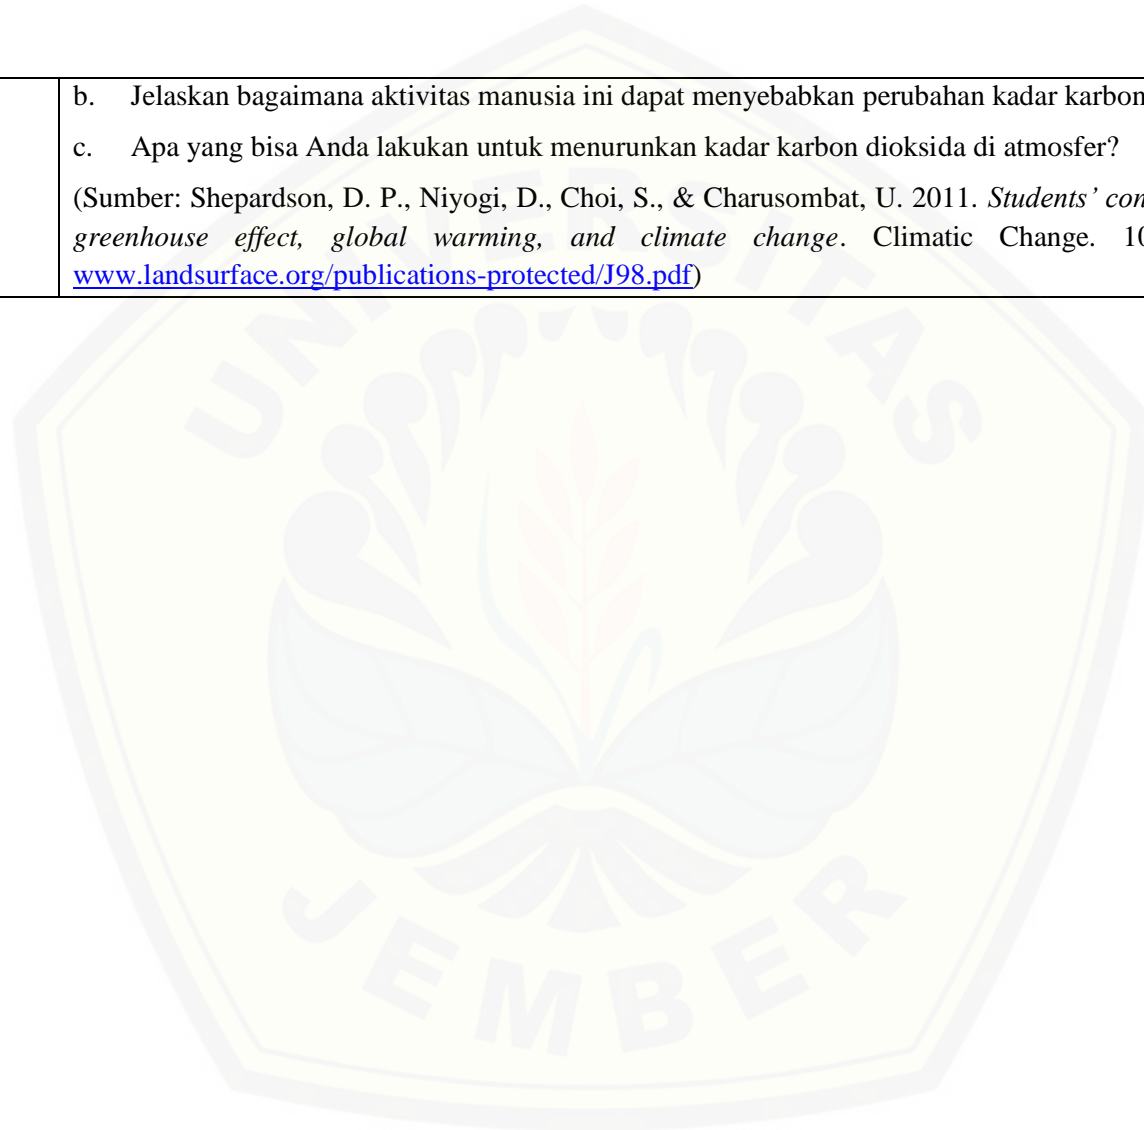 b. Jelaskan bagaimana aktivitas manusia ini dapat menyebabkan perubahan kadar karbon
c. Apa yang bisa Anda lakukan untuk menurunkan kadar karbon dioksida di atmosfer?
(Sumber: Shepardson, D. P., Niyogi, D., Choi, S., & Charusombat, U. 2011. Students’ con
greenhouse effect, global warming, and climate change. Climatic Change. 10
www.landsurface.org/publications-protected/J98.pdf)
UNIVERSITAS
JEMBER